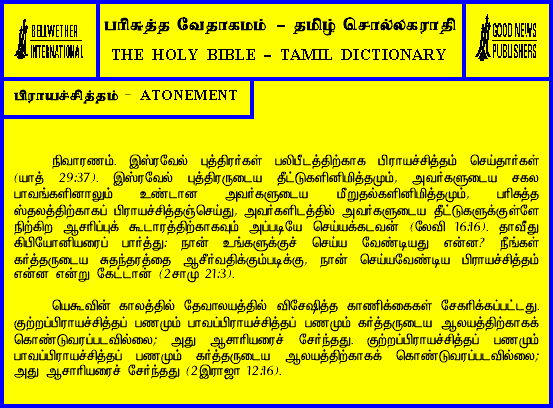 BELLWETHER
INTERNATIONAL
பரிசுத்த வேதாகமம் – தமிழ் சொல்லகராதி
THE HOLY BIBLE – TAMIL DICTIONARY
GOOD NEWS
PUBLISHERS
பிராயச்சித்தம் - ATONEMENT
நிவாரணம். இஸ்ரவேல் புத்திரர்கள் பலிபீடத்திற்காக பிராயச்சித்தம் செய்தார்கள்
(யாத் 29:37). இஸ்ரவேல் புத்திரருடைய தீட்டுகளினிமித்தமும், அவர்களுடைய சகல
பாவங்களினாலும் உண்டான அவர்களுடைய மீறுதல்களினிமித்தமும், பரிசுத்த
ஸ்தலத்திற்காகப் பிராயச்சித்தஞ்செய்து, அவர்களிடத்தில் அவர்களுடைய தீட்டுகளுக்குள்ளே
நிற்கிற ஆசரிப்புக் கூடாரத்திற்காகவும் அப்படியே செய்யக்கடவன் (லேவி 16:16). தாவீது
கிபியோனியரைப் பார்த்து: நான் உங்களுக்குச் செய்ய வேண்டியது என்ன? நீங்கள்
கர்த்தருடைய சுதந்தரத்தை ஆசீர்வதிக்கும்படிக்கு, நான் செய்யவேண்டிய பிராயச்சித்தம்
என்ன என்று கேட்டான் (2சாமு 21:3).
யெகூவின் காலத்தில் தேவாலயத்தில் விசேஷித்த காணிக்கைகள் சேகரிக்கப்பட்டது.
குற்றப்பிராயச்சித்தப் பணமும் பாவப்பிராயச்சித்தப் பணமும் கர்த்தருடைய ஆலயத்திற்காகக்
கொண்டுவரப்படவில்லை; அது ஆசாரியரைச் சேர்ந்தது. குற்றப்பிராயச்சித்தப் பணமும்
பாவப்பிராயச்சித்தப் பணமும் கர்த்தருடைய ஆலயத்திற்காகக் கொண்டுவரப்படவில்லை;
அது ஆசாரியரைச் சேர்ந்தது (2இராஜா 12:16).